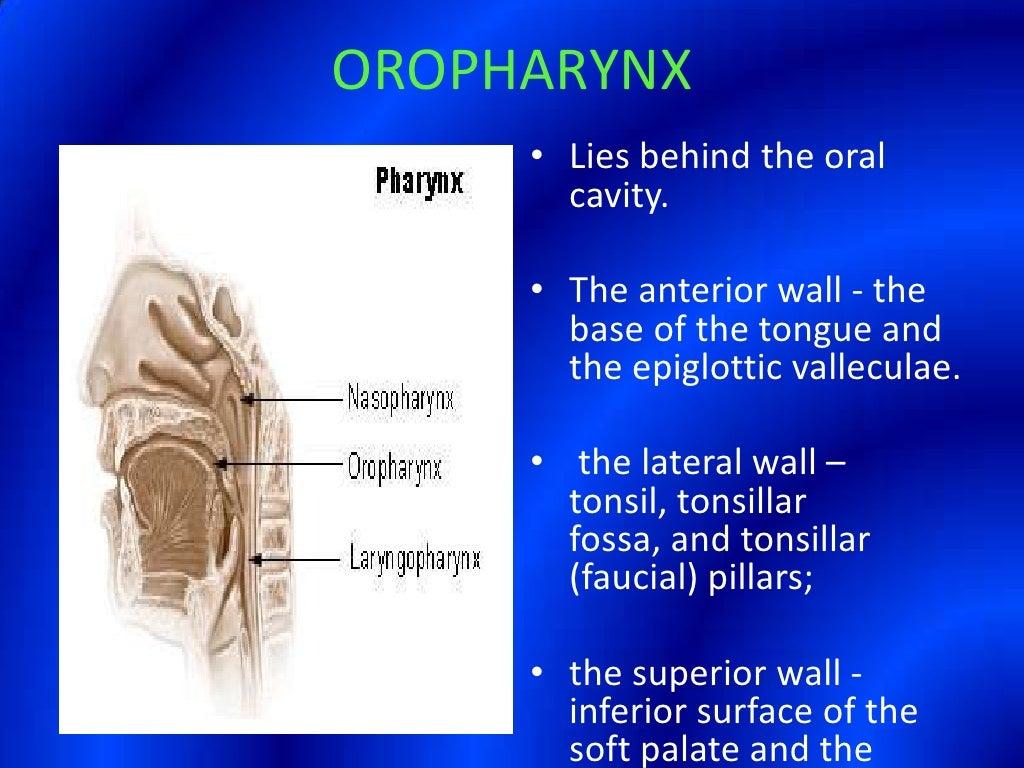 OROPHARYNX
Pharynx
Nasopharynx
Oropharynx
Laryngopharynx
• Lies behind the oral
cavity.
• The anterior wall - the
base of the tongue and
the epiglottic valleculae.
• the lateral wall –
tonsil, tonsillar
fossa, and tonsillar
(faucial) pillars;
• the superior wall -
inferior surface of the
soft palate and the